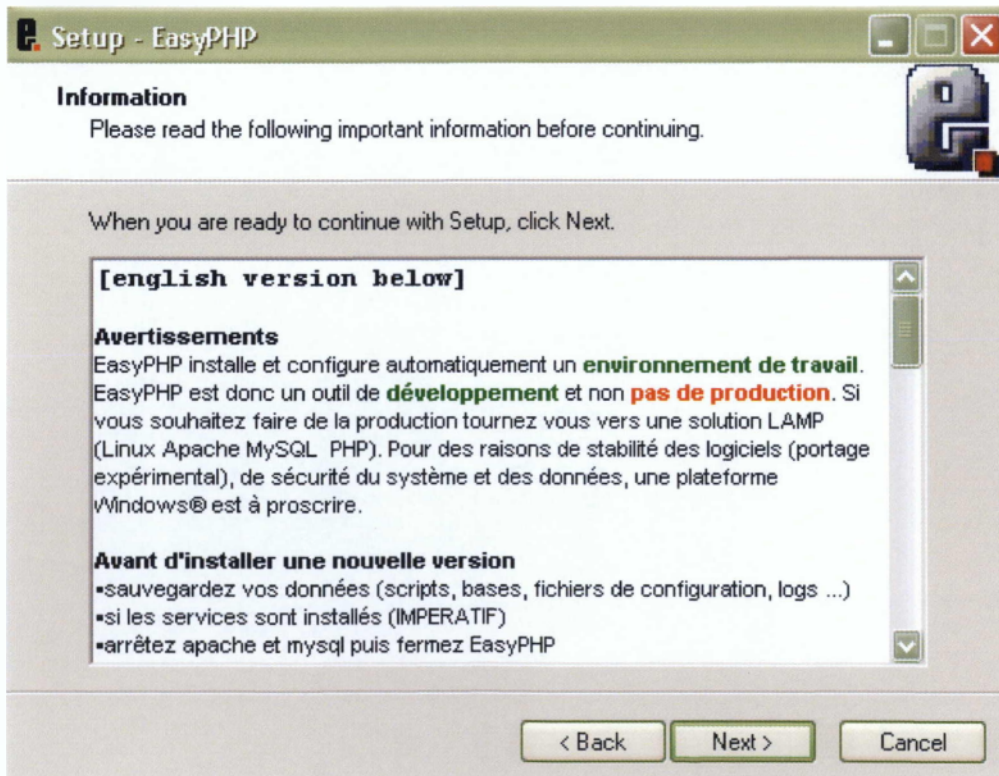 Setup - EasyPHP
Information
Please read the following important information before continuing.
When you are ready to continue with Setup, click Next.
[english version below]
Avertissements
EasyPHP installe et configure automatiquement un environnement de travail.
EasyPHP est donc un outil de développement et non pas de production. Si
vous souhaitez faire de la production tournez vous vers une solution LAMP
(Linux Apache MySQL PHP). Pour des raisons de stabilité des logiciels (portage
expérimental), de sécurité du système et des données, une plateforme
Windows® est à proscrire.
Avant d'installer une nouvelle version
▪sauvegardez vos données (scripts, bases, fichiers de configuration, logs ...)
▪si les services sont installés (IMPERATIF)
▪arrêtez apache et mysql puis fermez EasyPHP
< Back
Next >
Cancel